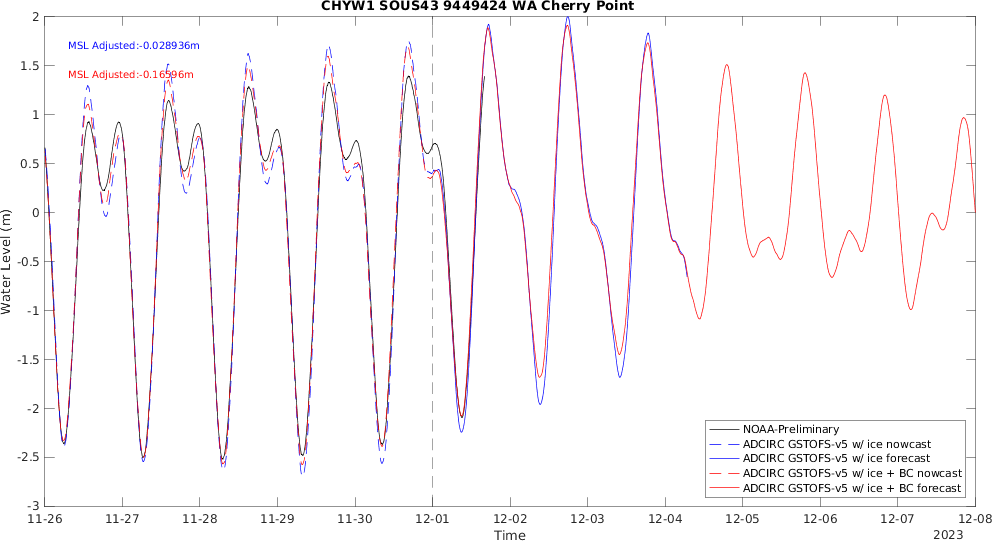 CHYW1 SOUS43 9449424 WA Cherry Point
MSL Adjusted:-0.028936m
MSL Adjusted:-0.16596m
Water Level (m)
2
1.5
1
0.5
0
-0.5
-1
-1.5
-2
-2.5
-3
NOAA-Preliminary
ADCIRC GSTOFS-v5 w/ ice nowcast
ADCIRC GSTOFS-v5 w/ ice forecast
ADCIRC GSTOFS-v5 w/ ice + BC nowcast
ADCIRC GSTOFS-v5 w/ ice + BC forecast
11-26 11-27 11-28 11-29 11-30 12-01 12-02 12-03 12-04 12-05 12-06 12-07 12-08
Time
2023